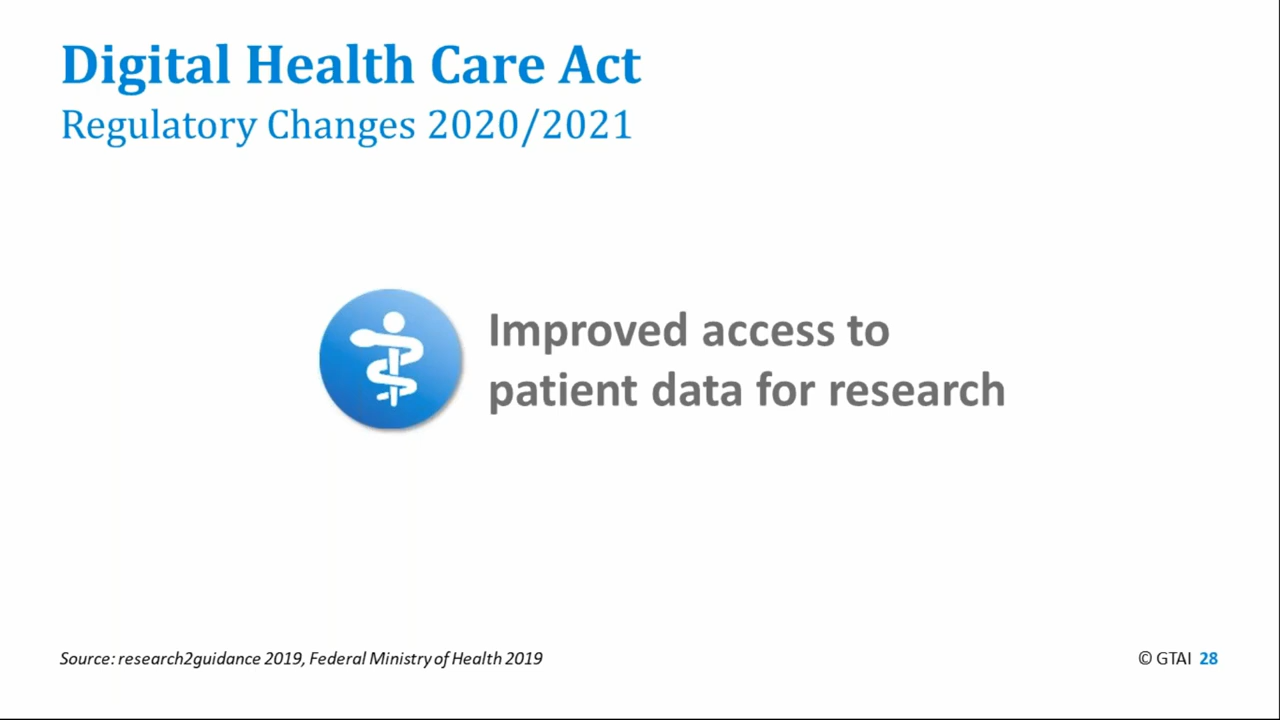 Digital Health Care Act
Regulatory Changes 2020/2021
Improved access to
patient data for research
Source: research2guidance 2019, Federal Ministry of Health 2019
© GTAI 28